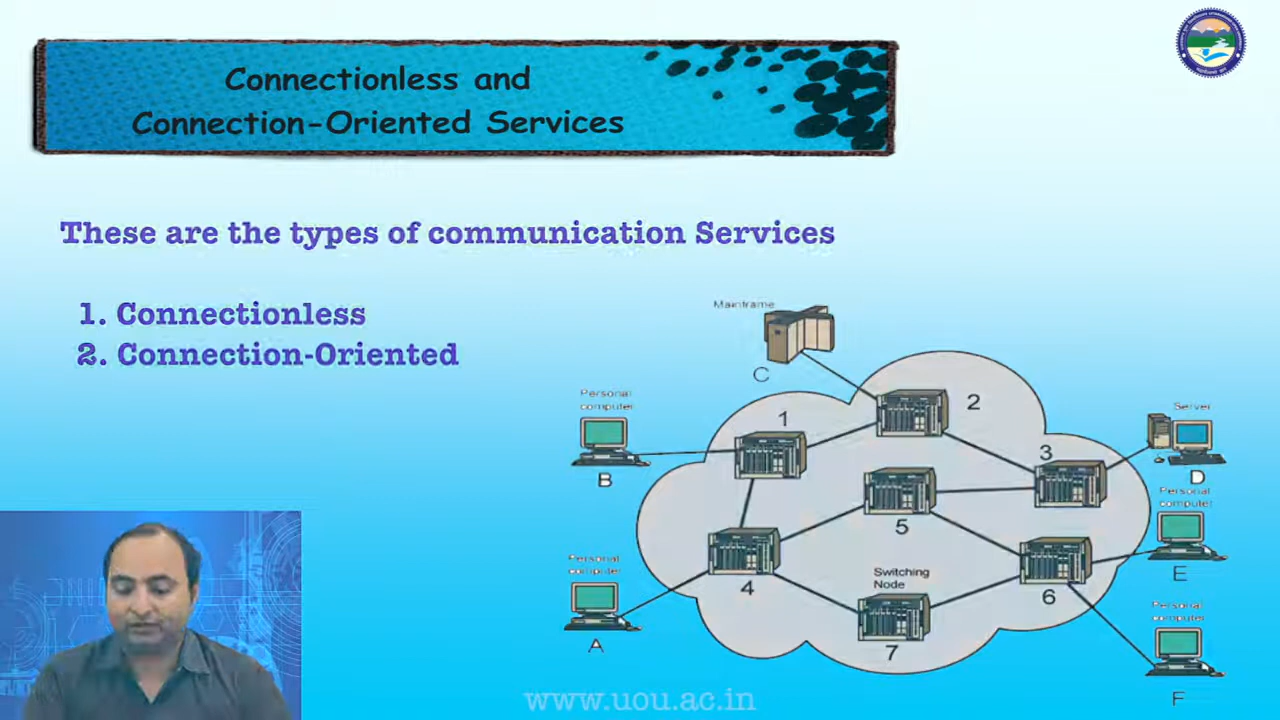 Connectionless and
Connection-Oriented Services
These are the types of communication Services
1. Connectionless
2. Connection-Oriented
Mainframe
C
2
Personal
computer
B
1
3
Server
D
Personal
computer
E
5
4
Switching
Node
6
7
Personal
computer
A
Personal
computer
F
www.uou.ac.in